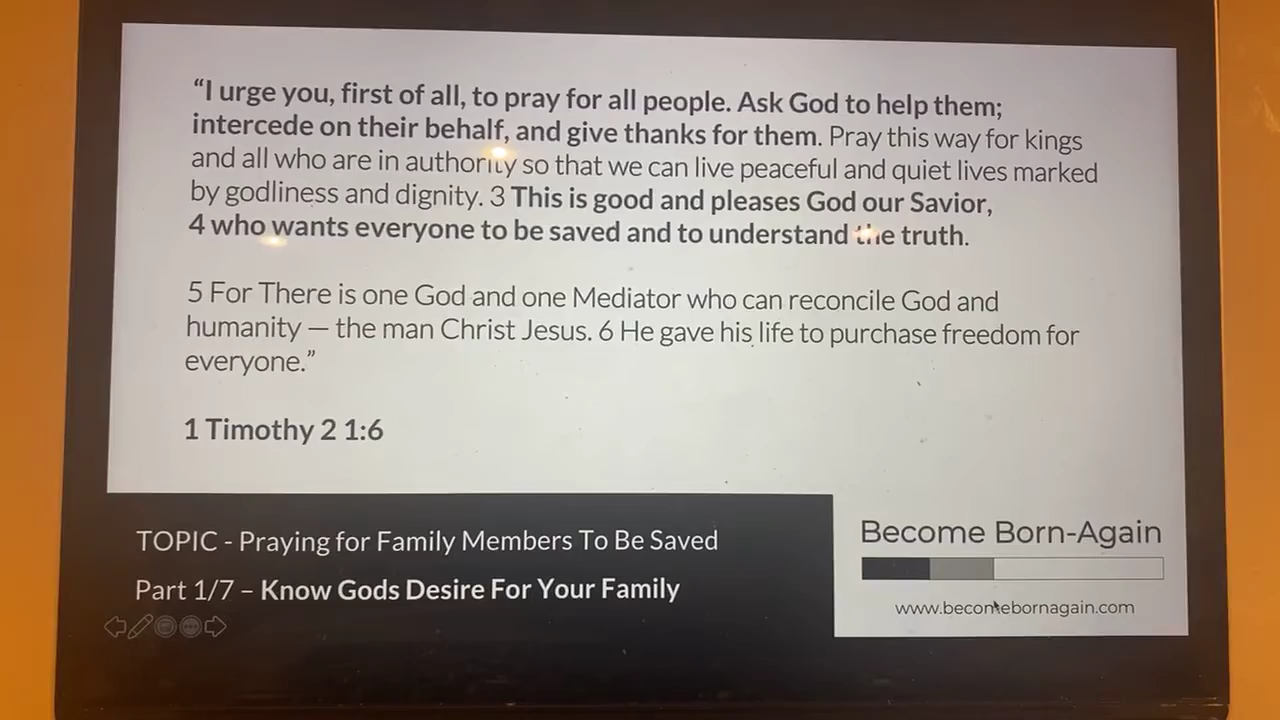 “I urge you, first of all, to pray for all people. Ask God to help them;
intercede on their behalf, and give thanks for them. Pray this way for kings
and all who are in authority so that we can live peaceful and quiet lives marked
by godliness and dignity. 3 This is good and pleases God our Savior,
4 who wants everyone to be saved and to understand the truth.
5 For There is one God and one Mediator who can reconcile God and
humanity — the man Christ Jesus. 6 He gave his life to purchase freedom for
everyone.”
1 Timothy 2 1:6
TOPIC - Praying for Family Members To Be Saved
Part 1/7 – Know Gods Desire For Your Family
Become Born-Again
www.becomebornagain.com